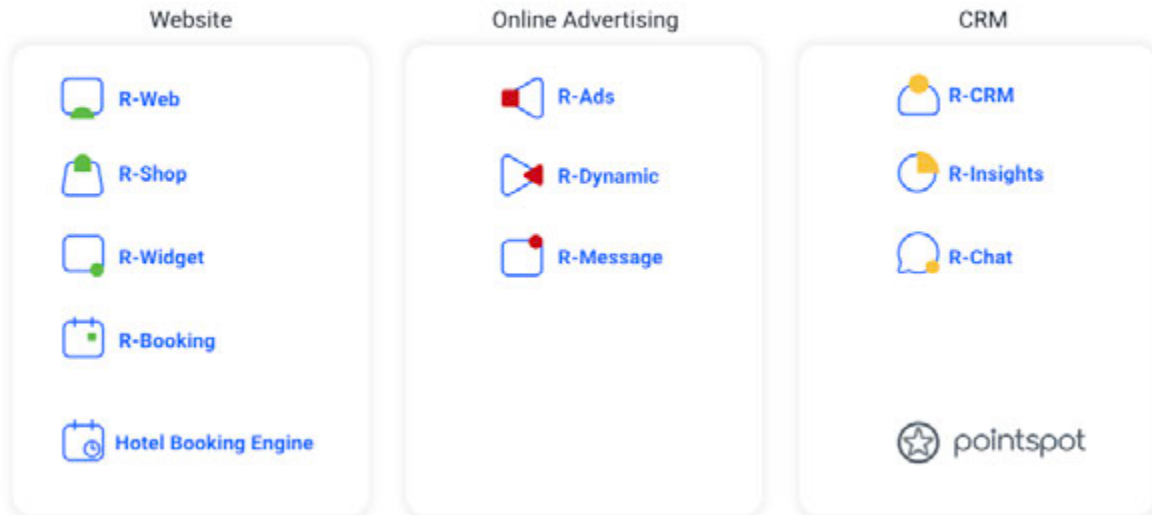 Website
R-Web
R-Shop
R-Widget
R-Booking
Hotel Booking Engine
Online Advertising
R-Ads
R-Dynamic
R-Message
CRM
R-CRM
R-Insights
R-Chat
pointspot